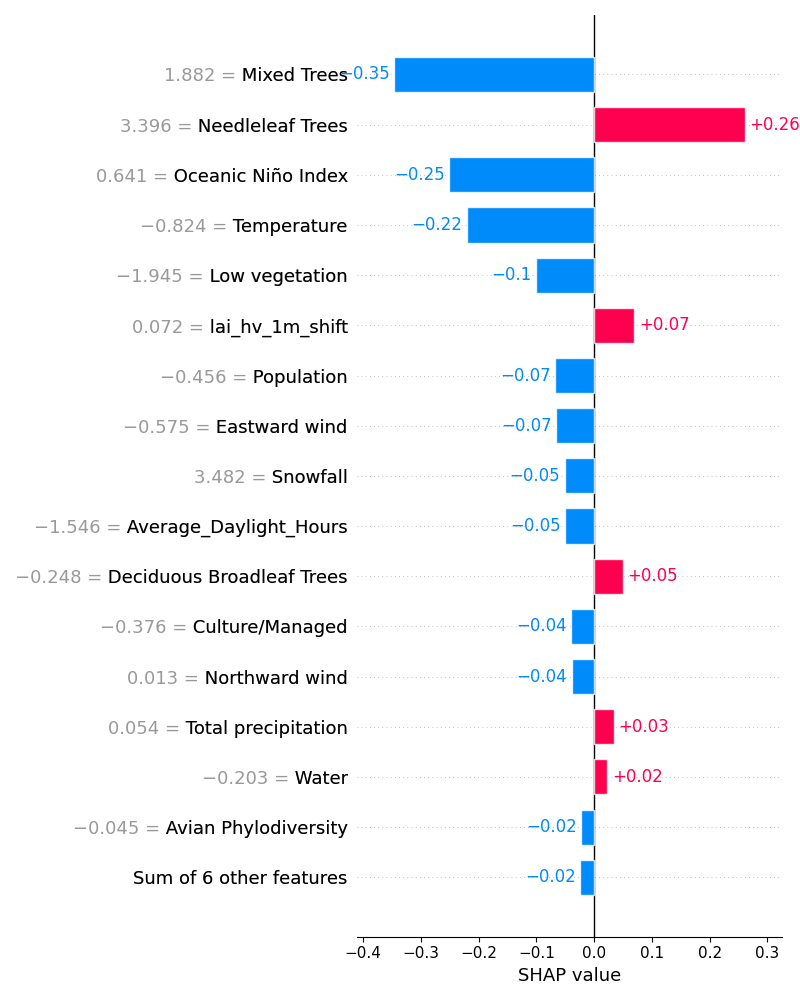 1.882 = Mixed Trees −0.35
3.396 = Needleleaf Trees +0.26
0.641 = Oceanic Niño Index −0.25
−0.824 = Temperature −0.22
−1.945 = Low vegetation −0.1
0.072 = lai_hv_1m_shift +0.07
−0.456 = Population −0.07
−0.575 = Eastward wind −0.07
3.482 = Snowfall −0.05
−1.546 = Average_Daylight_Hours −0.05
−0.248 = Deciduous Broadleaf Trees +0.05
−0.376 = Culture/Managed −0.04
0.013 = Northward wind −0.04
0.054 = Total precipitation +0.03
−0.203 = Water +0.02
−0.045 = Avian Phylodiversity −0.02
Sum of 6 other features −0.02
−0.4 −0.3 −0.2 −0.1 0.0 0.1 0.2 0.3
SHAP value